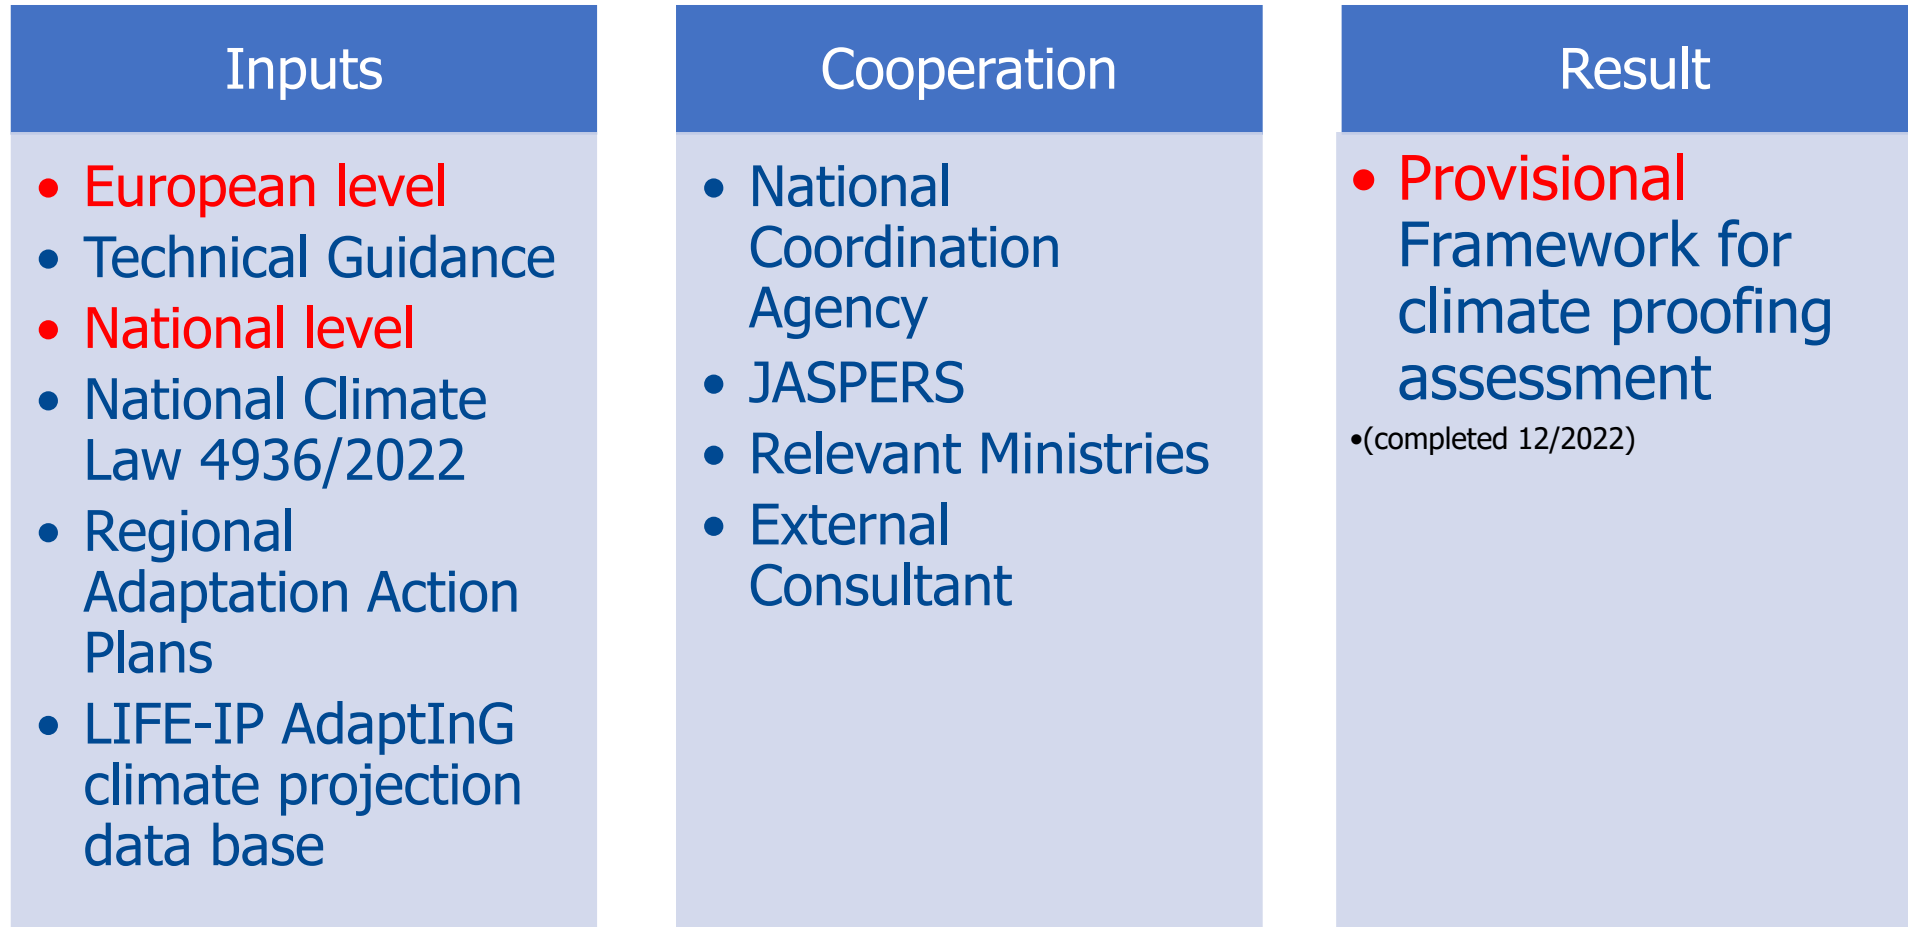 Inputs
• European level
• Technical Guidance
• National level
• National Climate
Law 4936/2022
• Regional
Adaptation Action
Plans
• LIFE-IP AdaptInG
climate projection
data base
Cooperation
• National
Coordination
Agency
• JASPERS
• Relevant Ministries
• External
Consultant
Result
• Provisional
Framework for
climate proofing
assessment
•(completed 12/2022)